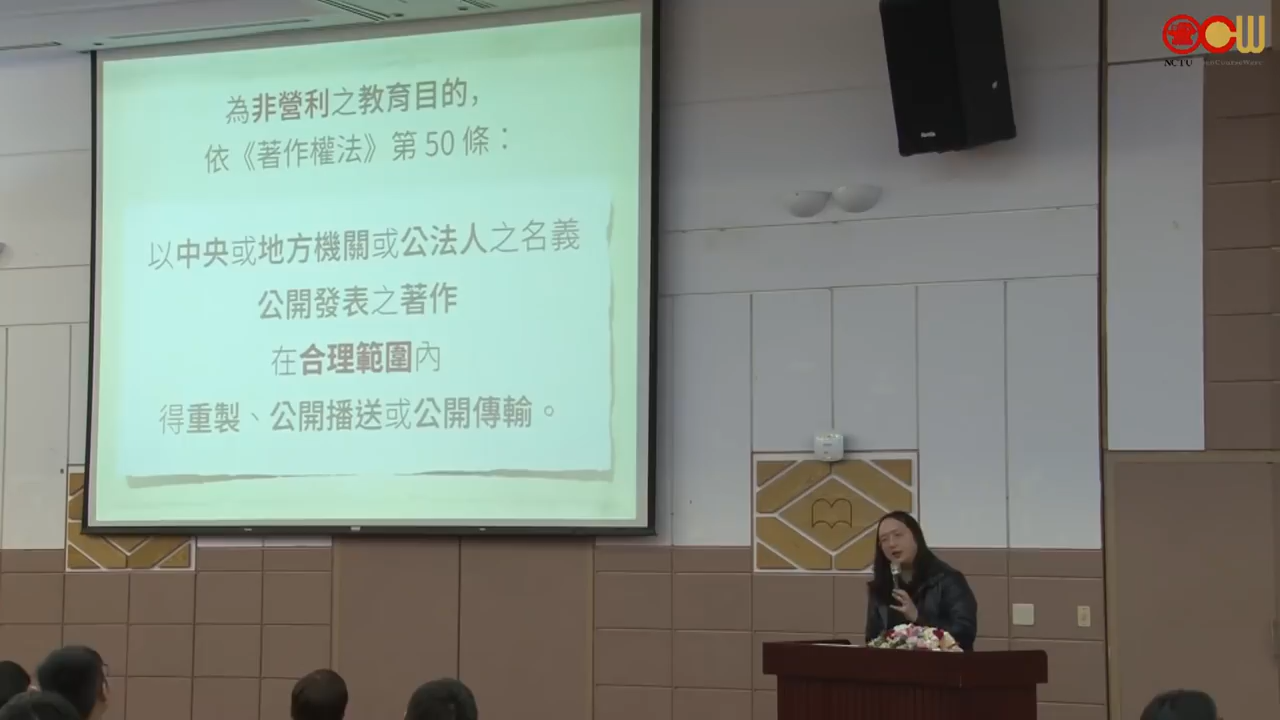 為非營利之教育目的，
依《著作權法》第 50 條：
以中央或地方機關或公法人之名義
公開發表之著作
在合理範圍內
得重製、公開播送或公開傳輸。
OCW
NCTU OpenCourseWare